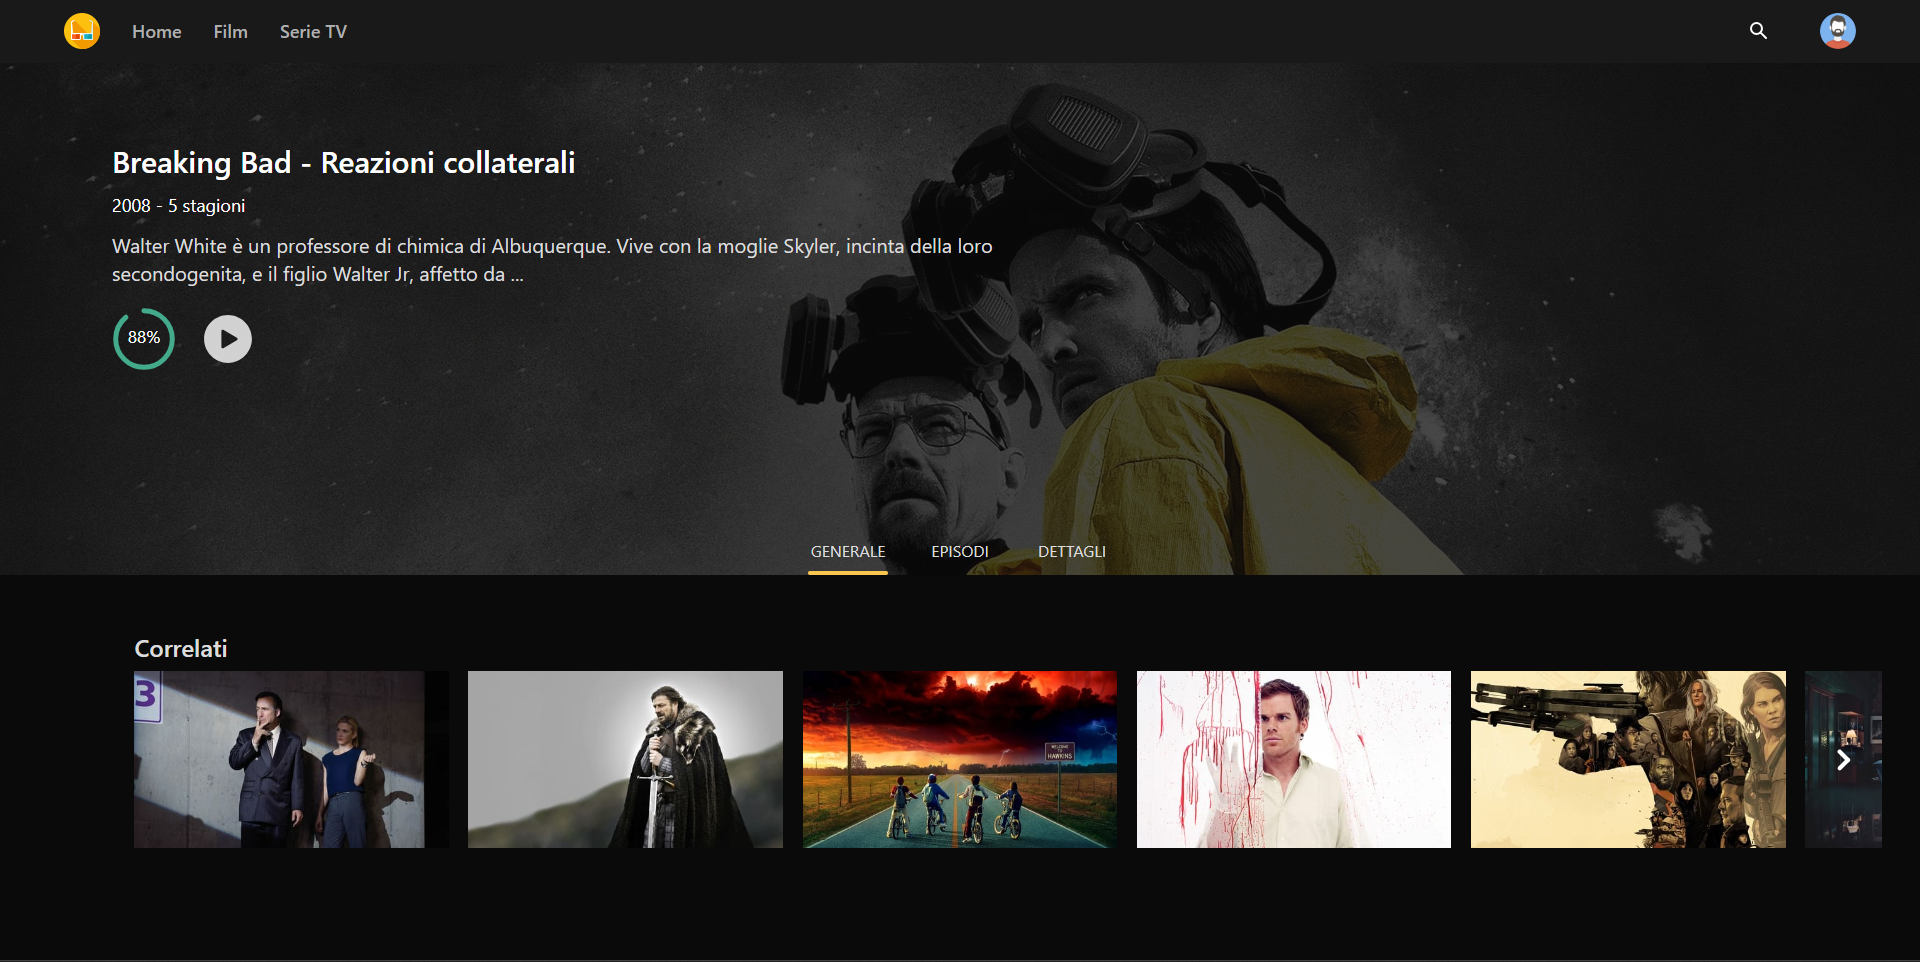 Home
Film
Serie TV
Breaking Bad - Reazioni collaterali
2008 - 5 stagioni
Walter White è un professore di chimica di Albuquerque. Vive con la moglie Skyler, incinta della loro
secondogenita, e il figlio Walter Jr, affetto da ...
88%
GENERALE
EPISODI
DETTAGLI
Correlati
3
WELCOME
TO
HAWKINS